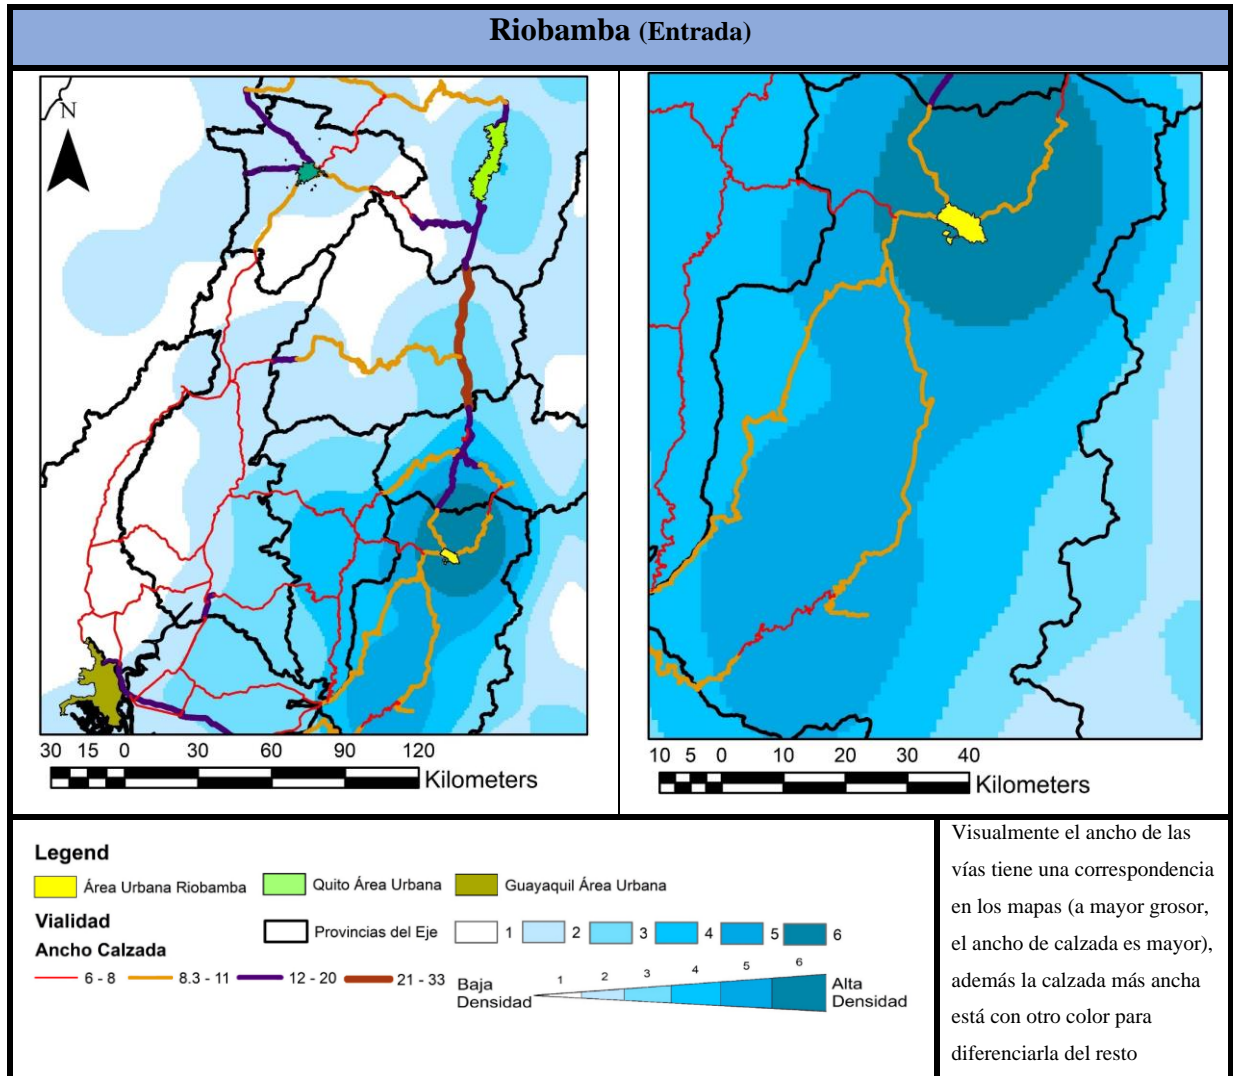 Riobamba (Entrada)
N
30 15 0 30 60 90 120
Kilometers
10 5 0 10 20 30 40
Kilometers
Legend
Área Urbana Riobamba
Quito Área Urbana
Guayaquil Área Urbana
Vialidad
Ancho Calzada
Provincias del Eje
1 2 3 4 5 6
6 - 8
8.3 - 11
12 - 20
21 - 33
Baja
Densidad
1 2 3 4 5 6
Alta
Densidad
Visualmente el ancho de las
vías tiene una correspondencia
en los mapas (a mayor grosor,
el ancho de calzada es mayor),
además la calzada más ancha
está con otro color para
diferenciarla del resto